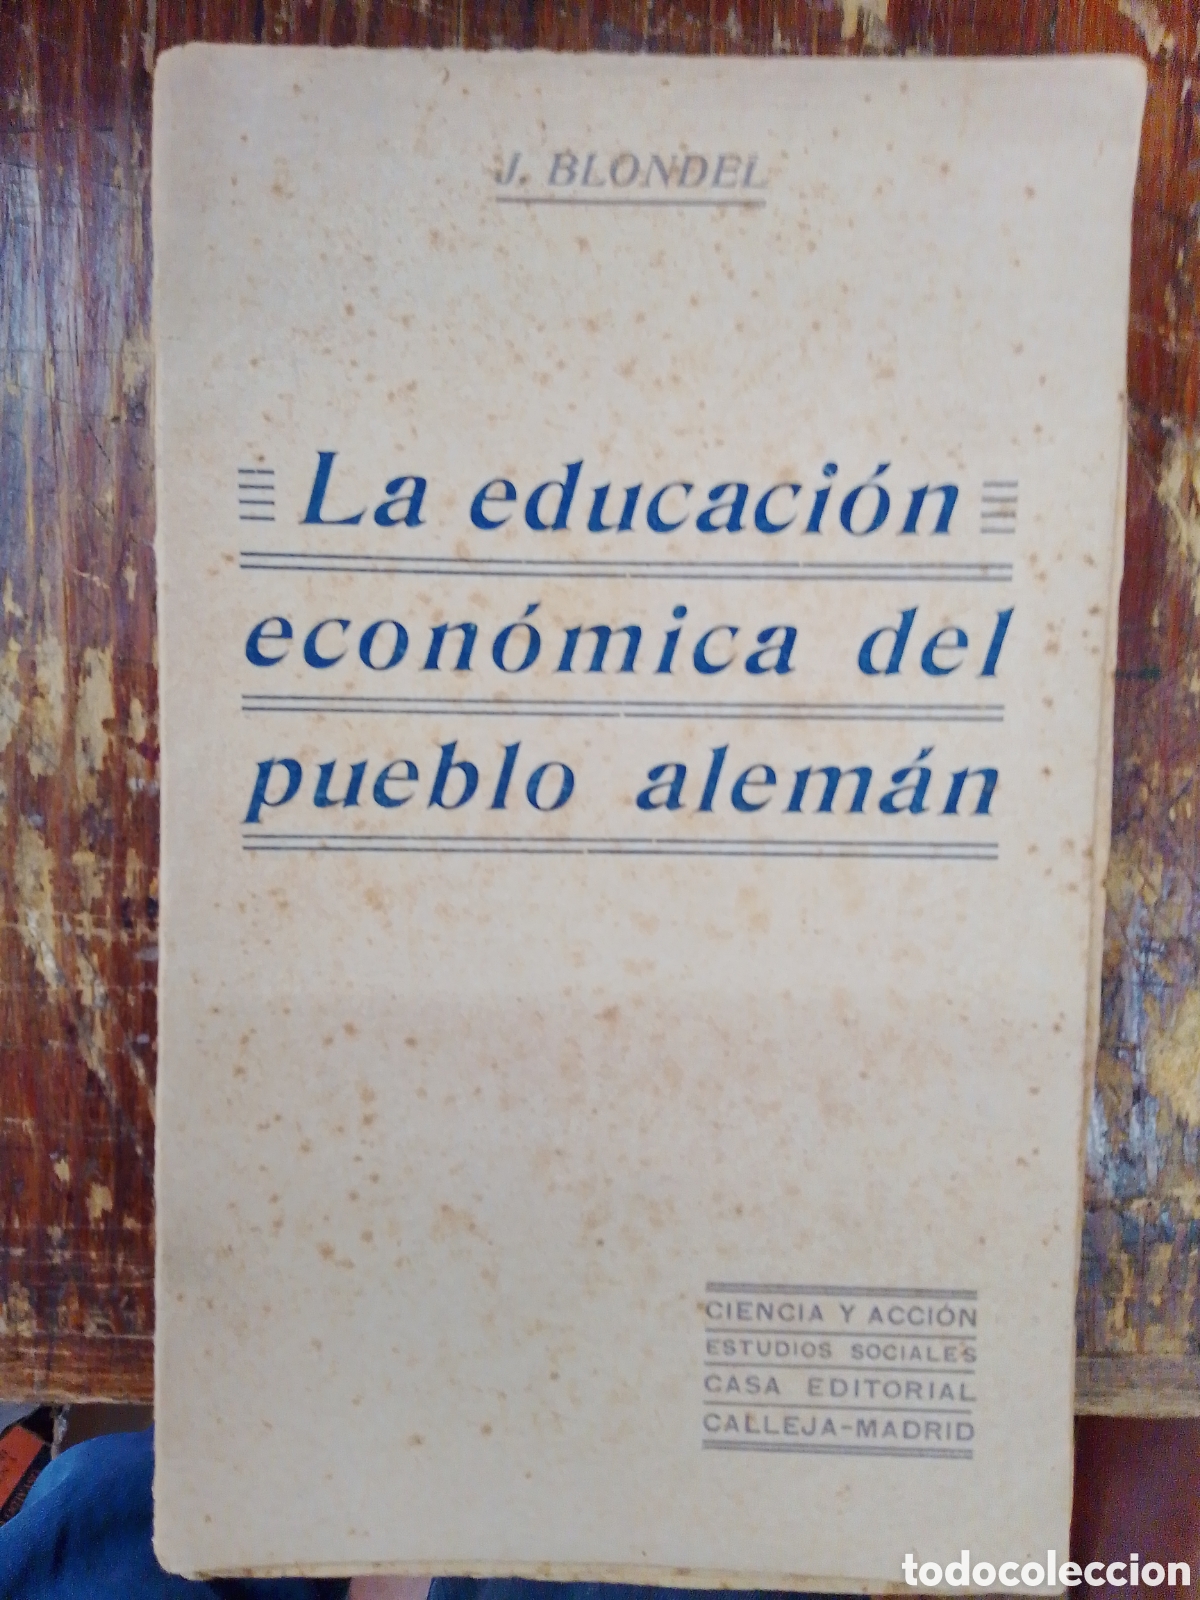 J. BLONDEL
La educación
económica del
pueblo alemán
CIENCIA Y ACCIÓN
ESTUDIOS SOCIALES
CASA EDITORIAL
CALLEJA-MADRID
todocoleccion